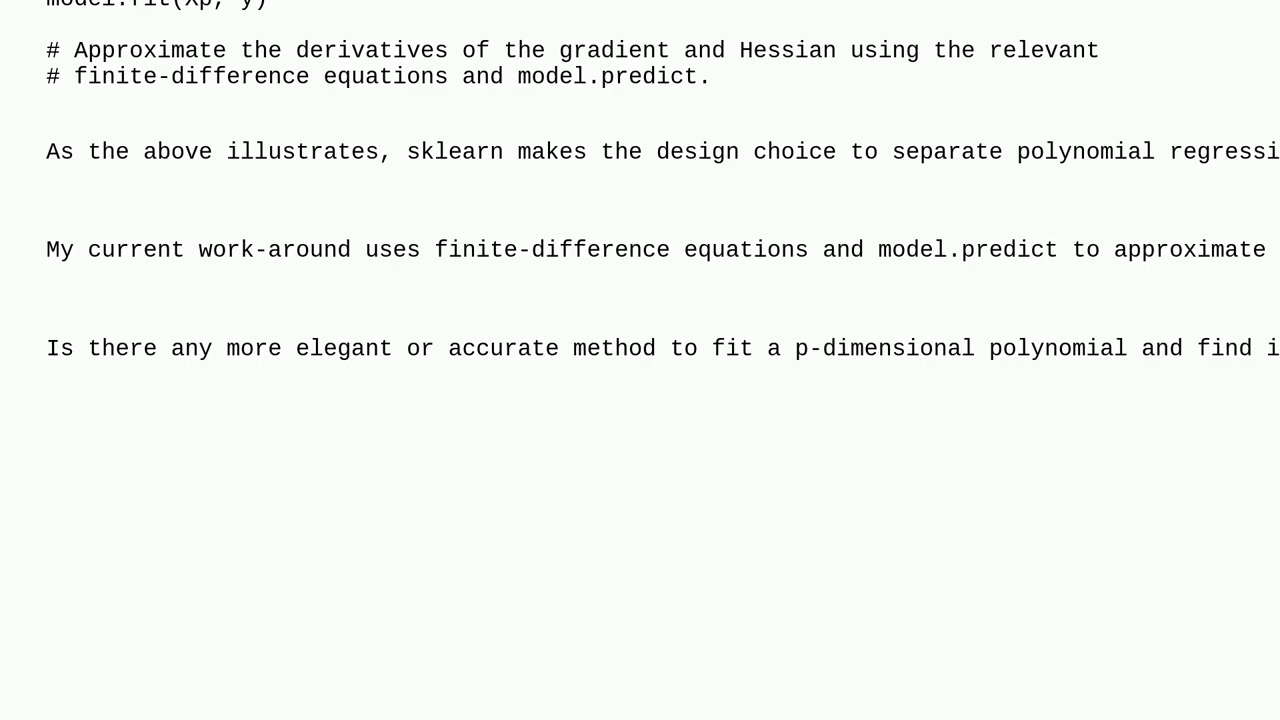 model.fit(Xp, y)
# Approximate the derivatives of the gradient and Hessian using the relevant
# finite-difference equations and model.predict.
As the above illustrates, sklearn makes the design choice to separate polynomial regressi
My current work-around uses finite-difference equations and model.predict to approximate
Is there any more elegant or accurate method to fit a p-dimensional polynomial and find i